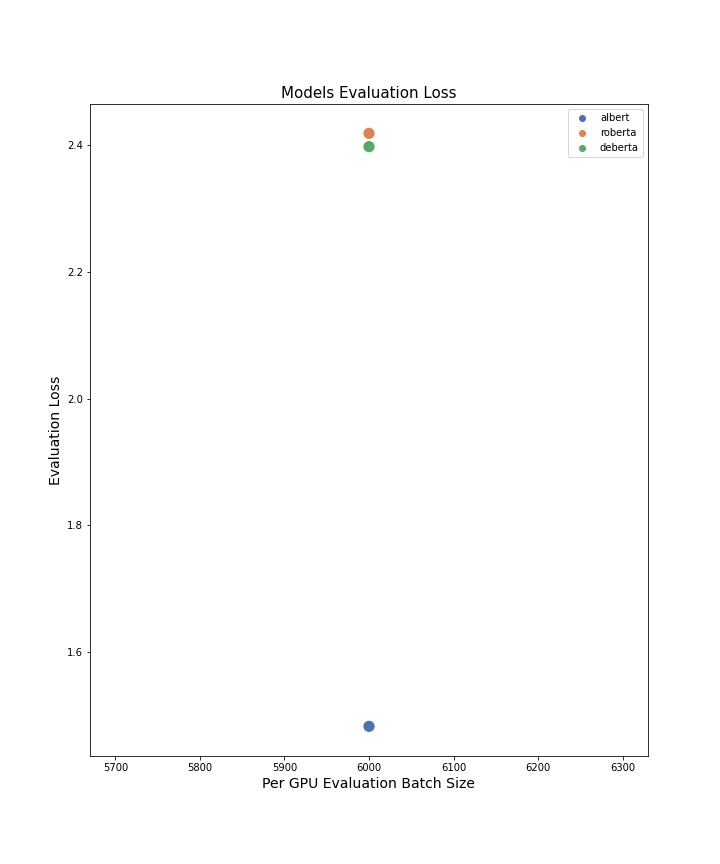 Models Evaluation Loss
albert
roberta
deberta
2.4
2.2
2.0
1.8
1.6
Evaluation Loss
5700 5800 5900 6000 6100 6200 6300
Per GPU Evaluation Batch Size